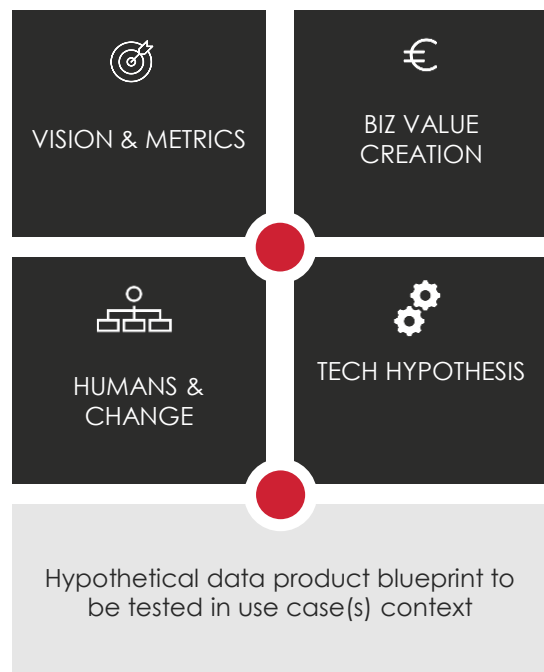 VISION & METRICS
BIZ VALUE
CREATION
HUMANS &
CHANGE
TECH HYPOTHESIS
Hypothetical data product blueprint to
be tested in use case(s) context